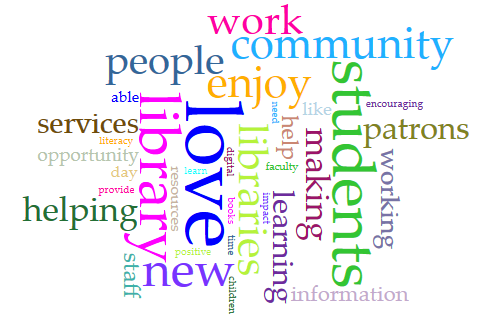 work
community
people
enjoy
able
need
like
encouraging
services
library
love
libraries
help
students
patrons
literacy
opportunity
digital
making
faculty
working
day
resources
learn
provide
books
impact
learning
helping
time
positive
staff
new
children
information